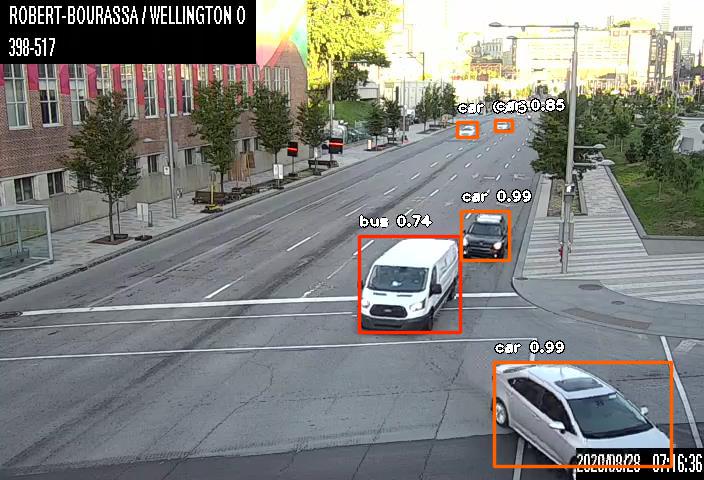 ROBERT-BOURASSA / WELLINGTON O
398-517
car car 0.85
car 0.99
bus 0.74
car 0.99
2020/08/28 07:16:36